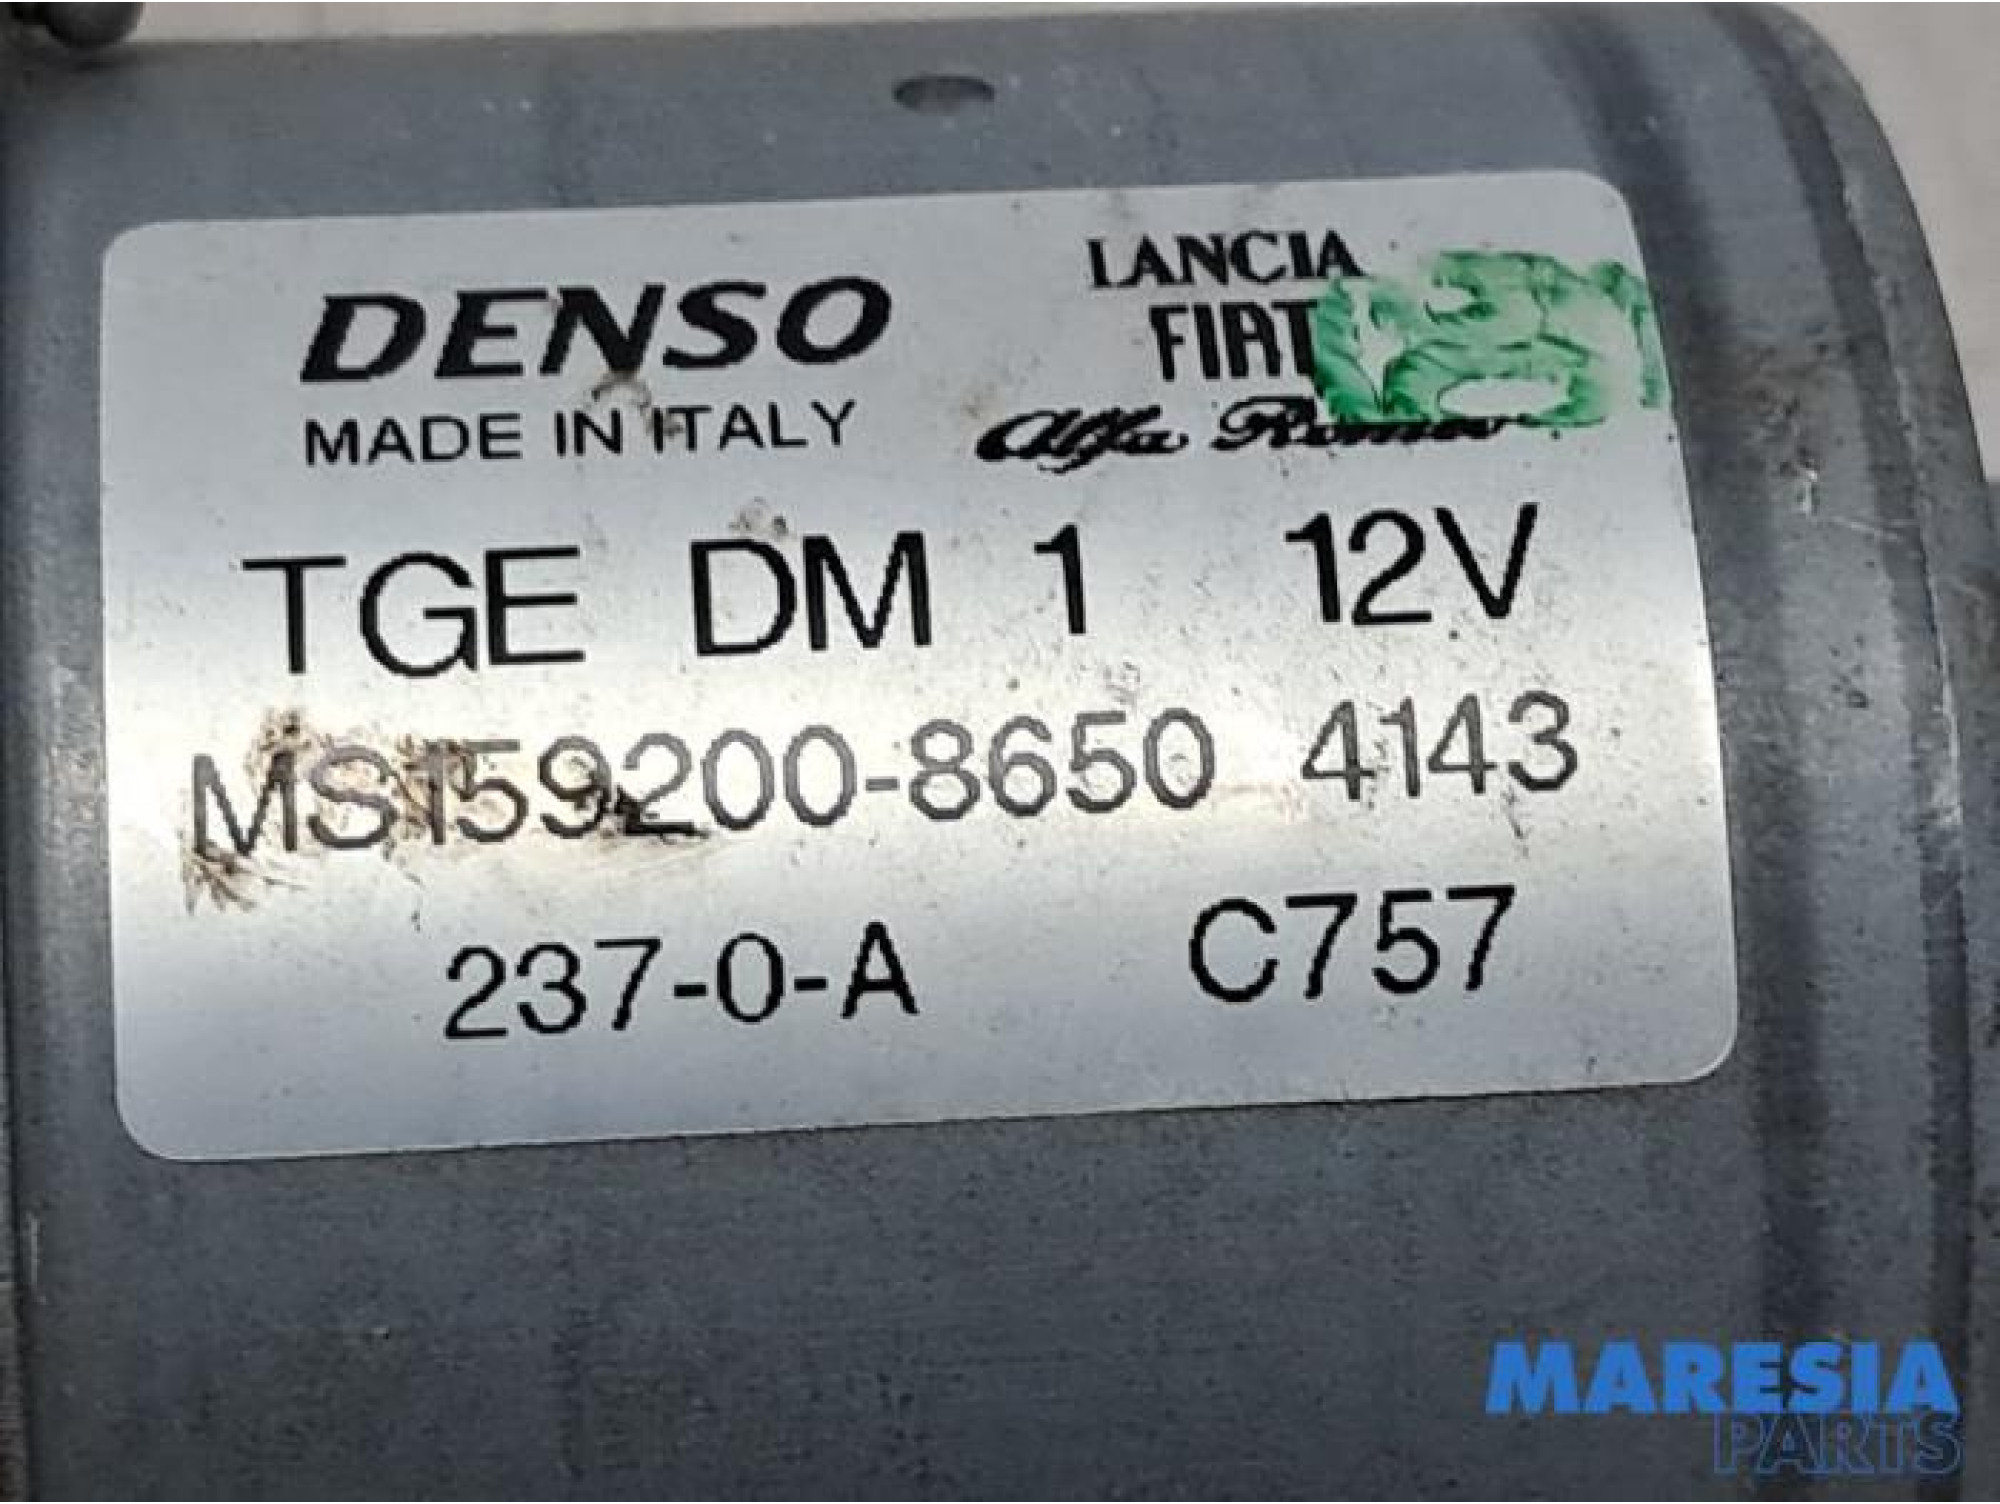 DENSO
MADE IN ITALY
LANCIA
FIAT
Alfa Romeo
TGE DM 1 12V
MS159200-8650 4143
237-0-A C757
MARESIA
PARTS